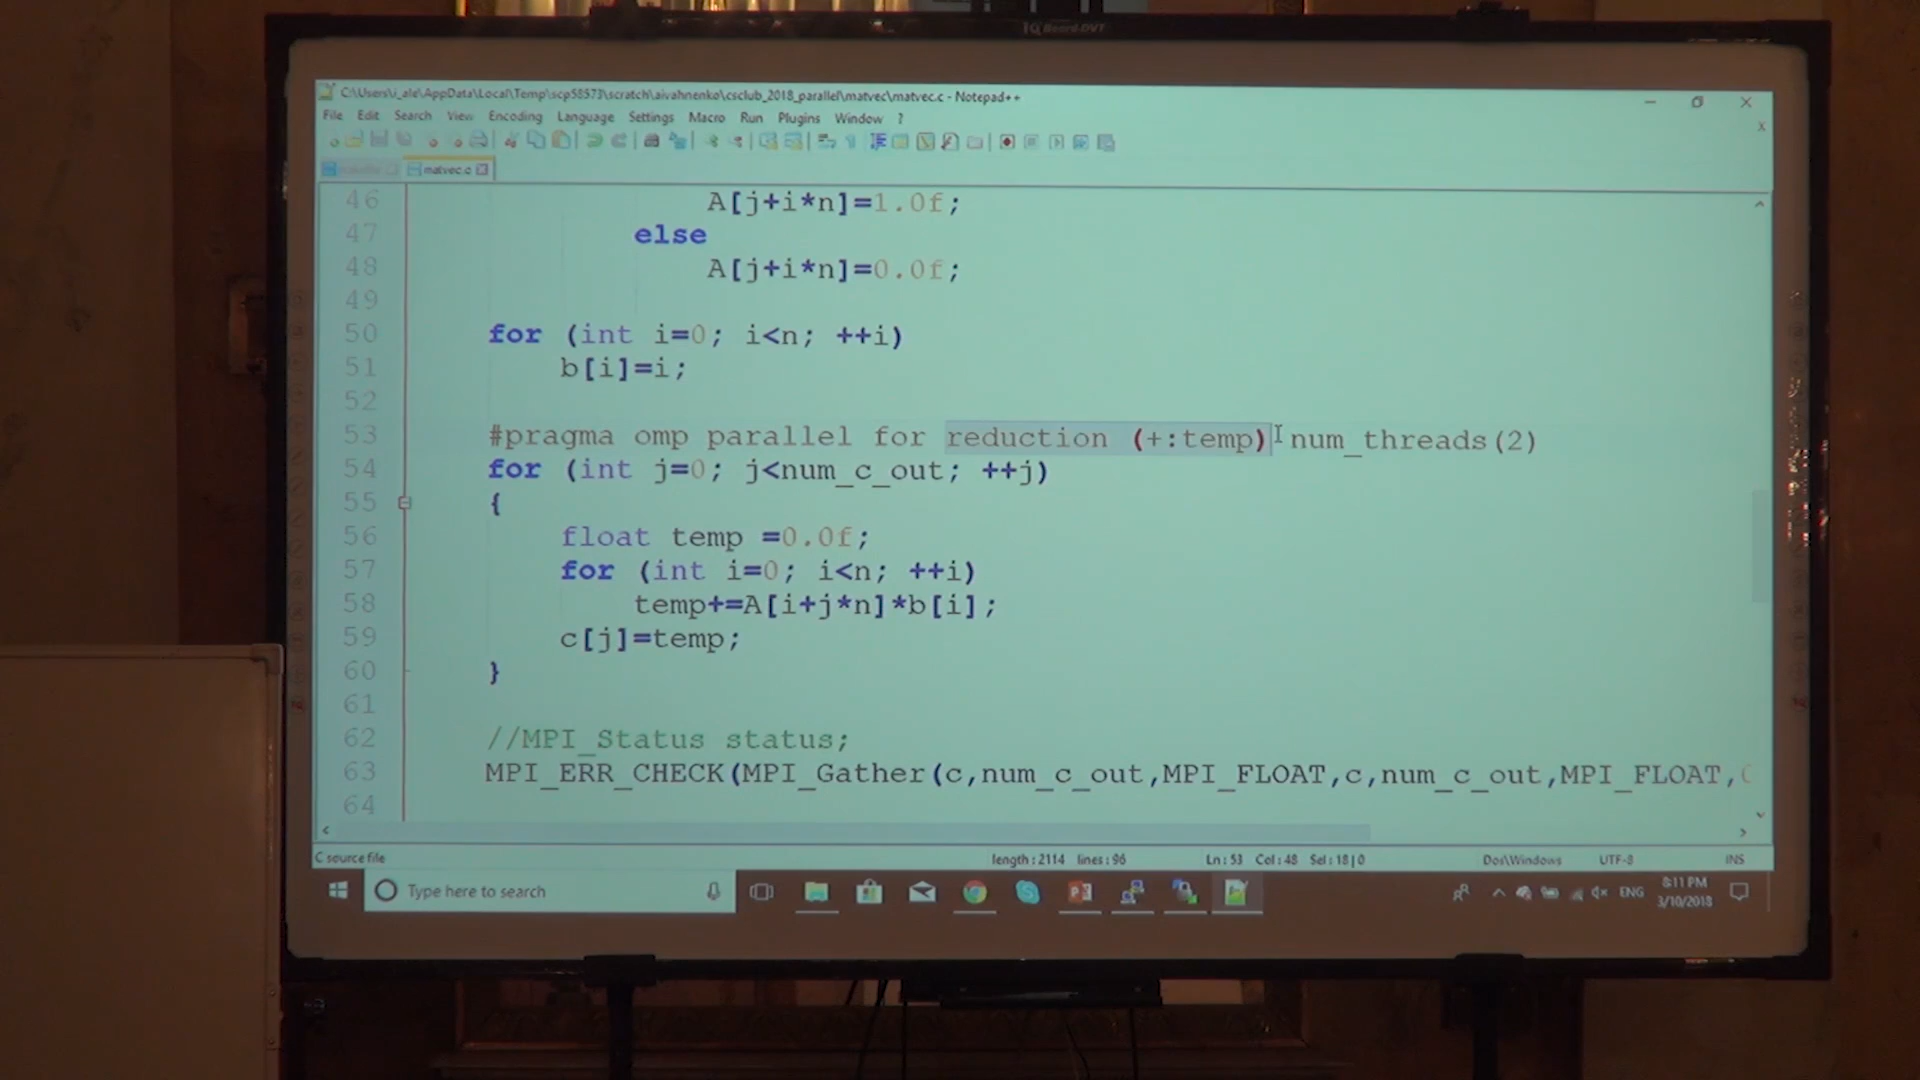 IQBoard DVT
C:\Users\i_ale\AppData\Local\Temp\scp58573\scratch\aivahnenko\csclub_2018_parallel\matvec\matvec.c - Notepad++
File Edit Search View Encoding Language Settings Macro Run Plugins Window ?
matvec.c
46 A[j+i*n]=1.0f;
47 else
48 A[j+i*n]=0.0f;
49
50 for (int i=0; i<n; ++i)
51 b[i]=i;
52
53 #pragma omp parallel for reduction (+:temp) num_threads(2)
54 for (int j=0; j<num_c_out; ++j)
55 {
56 float temp =0.0f;
57 for (int i=0; i<n; ++i)
58 temp+=A[i+j*n]*b[i];
59 c[j]=temp;
60 }
61
62 //MPI_Status status;
63 MPI_ERR_CHECK(MPI_Gather(c,num_c_out,MPI_FLOAT,c,num_c_out,MPI_FLOAT,
64
C source file length : 2114 lines : 96 Ln : 53 Col : 48 Sel : 18 | 0 Dos\Windows UTF-8 INS
Type here to search ENG 8:11 PM
3/10/2018